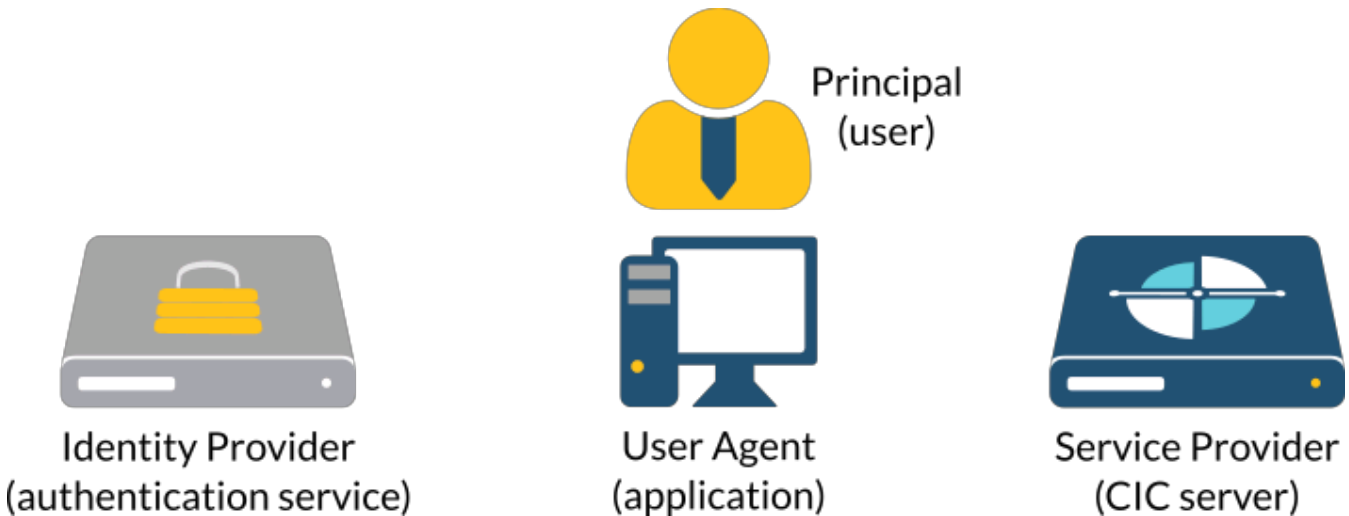 Principal
(user)
Identity Provider
(authentication service)
User Agent
(application)
Service Provider
(CIC server)